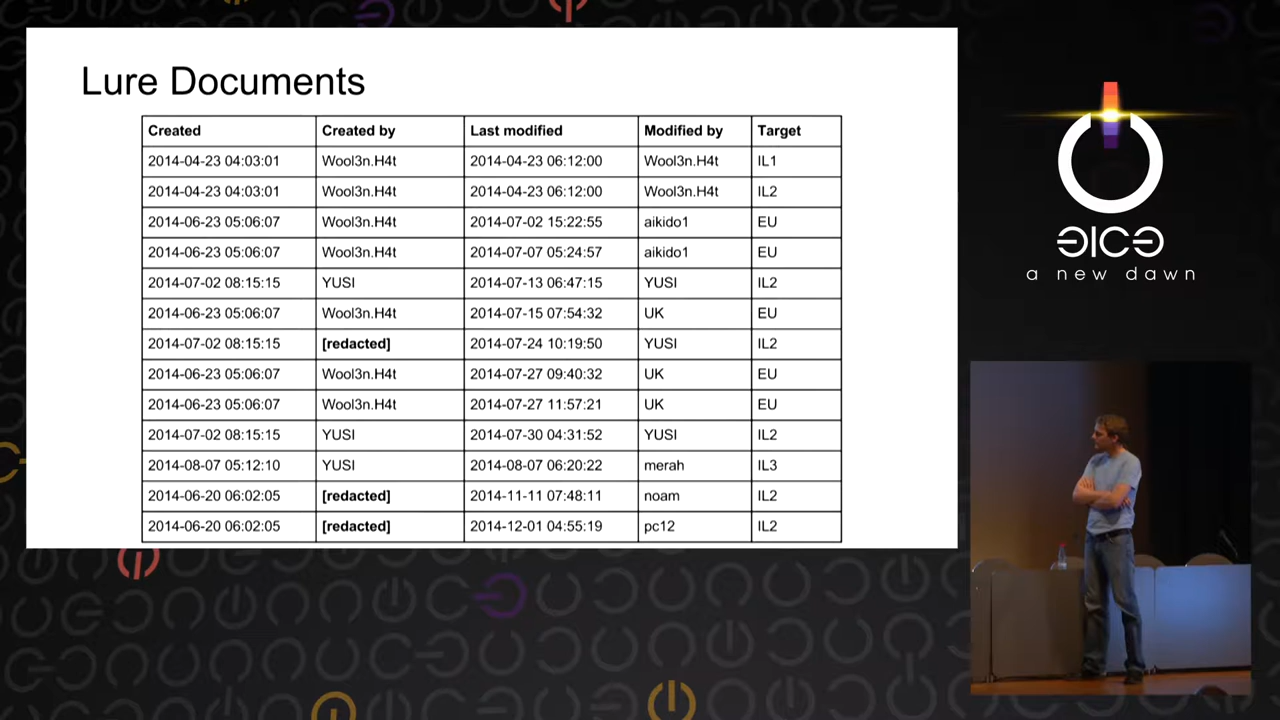 Lure Documents
Created Created by Last modified Modified by Target
2014-04-23 04:03:01 Wool3n.H4t 2014-04-23 06:12:00 Wool3n.H4t IL1
2014-04-23 04:03:01 Wool3n.H4t 2014-04-23 06:12:00 Wool3n.H4t IL2
2014-06-23 05:06:07 Wool3n.H4t 2014-07-02 15:22:55 aikido1 EU
2014-06-23 05:06:07 Wool3n.H4t 2014-07-07 05:24:57 aikido1 EU
2014-07-02 08:15:15 YUSI 2014-07-13 06:47:15 YUSI IL2
2014-06-23 05:06:07 Wool3n.H4t 2014-07-15 07:54:32 UK EU
2014-07-02 08:15:15 [redacted] 2014-07-24 10:19:50 YUSI IL2
2014-06-23 05:06:07 Wool3n.H4t 2014-07-27 09:40:32 UK EU
2014-06-23 05:06:07 Wool3n.H4t 2014-07-27 11:57:21 UK EU
2014-07-02 08:15:15 YUSI 2014-07-30 04:31:52 YUSI IL2
2014-08-07 05:12:10 YUSI 2014-08-07 06:20:22 merah IL3
2014-06-20 06:02:05 [redacted] 2014-11-11 07:48:11 noam IL2
2014-06-20 06:02:05 [redacted] 2014-12-01 04:55:19 pc12 IL2
a new dawn